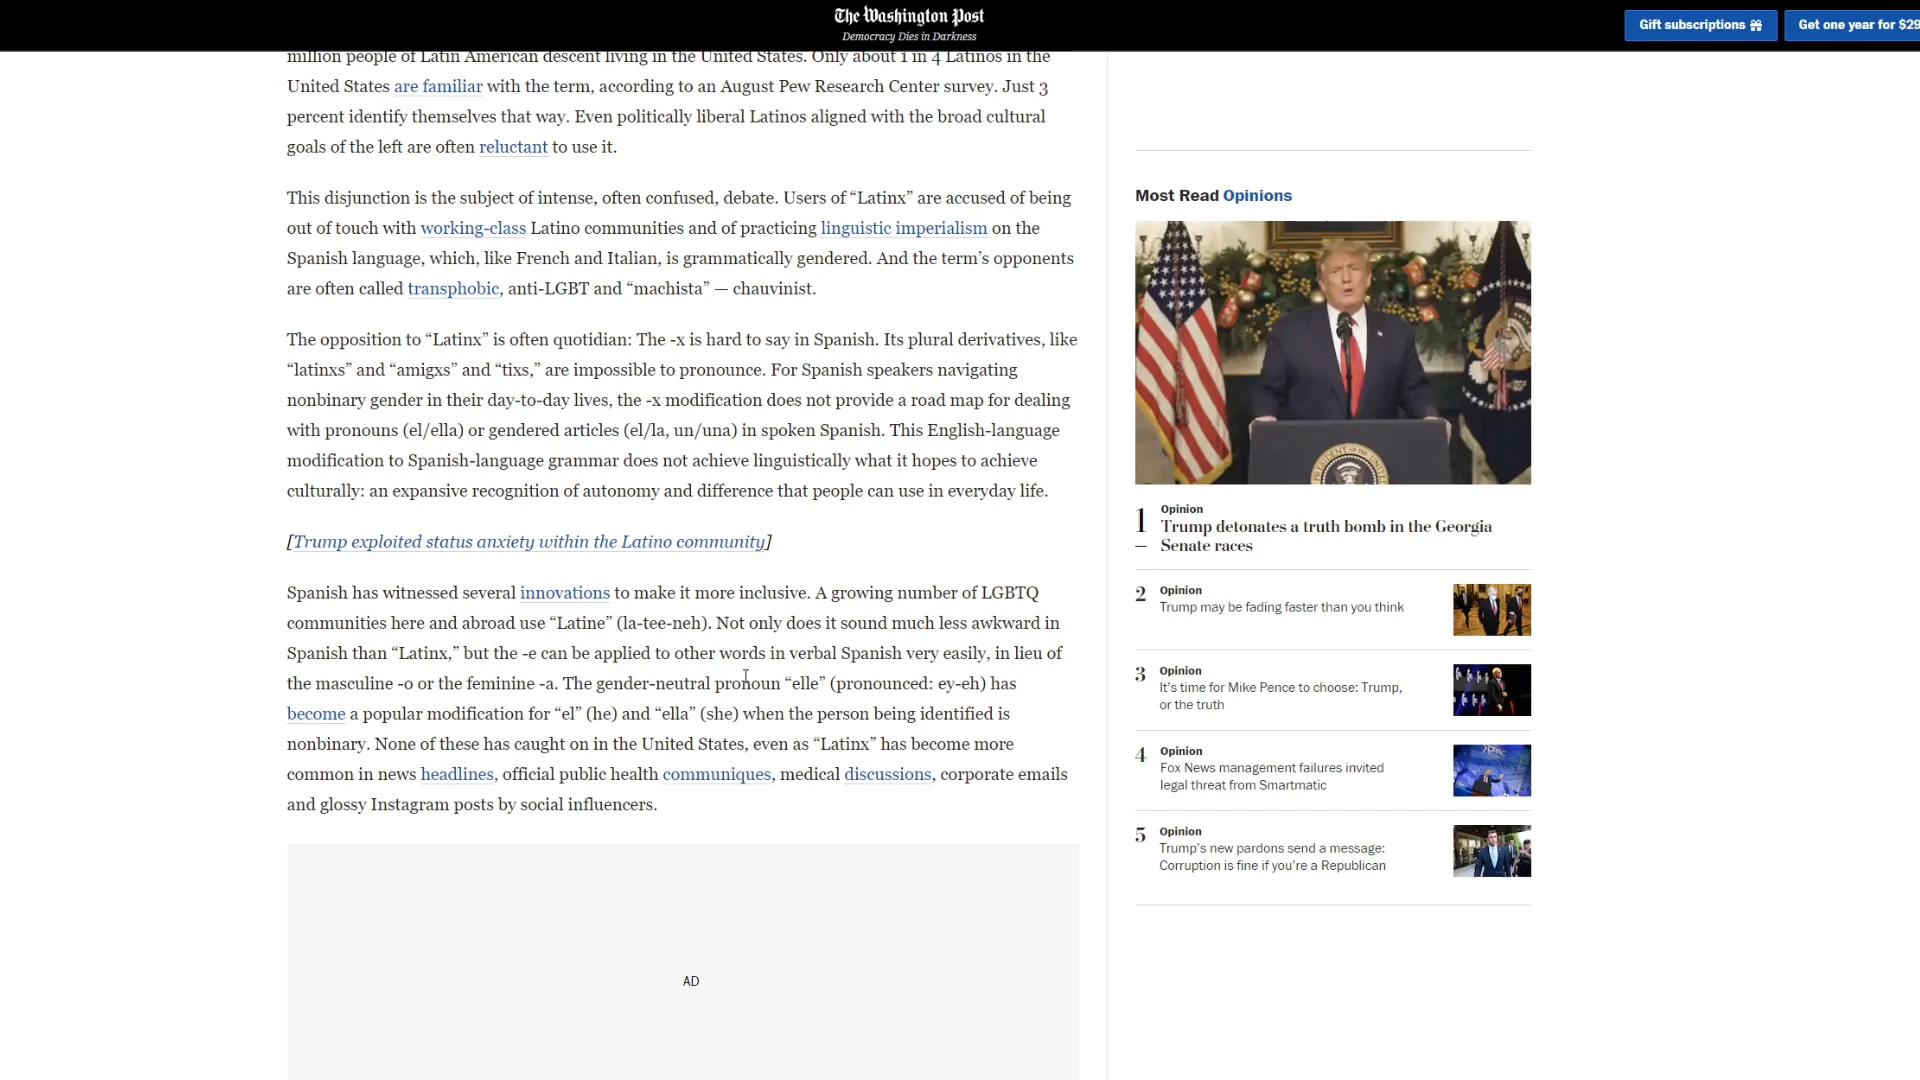 The Washington Post
Democracy Dies in Darkness
Gift subscriptions
Get one year for $29
million people of Latin American descent living in the United States. Only about 1 in 4 Latinos in the
United States are familiar with the term, according to an August Pew Research Center survey. Just 3
percent identify themselves that way. Even politically liberal Latinos aligned with the broad cultural
goals of the left are often reluctant to use it.
This disjunction is the subject of intense, often confused, debate. Users of “Latinx” are accused of being
out of touch with working-class Latino communities and of practicing linguistic imperialism on the
Spanish language, which, like French and Italian, is grammatically gendered. And the term’s opponents
are often called transphobic, anti-LGBT and “machista” — chauvinist.
The opposition to “Latinx” is often quotidian: The -x is hard to say in Spanish. Its plural derivatives, like
“latinxs” and “amigxs” and “tixs,” are impossible to pronounce. For Spanish speakers navigating
nonbinary gender in their day-to-day lives, the -x modification does not provide a road map for dealing
with pronouns (el/ella) or gendered articles (el/la, un/una) in spoken Spanish. This English-language
modification to Spanish-language grammar does not achieve linguistically what it hopes to achieve
culturally: an expansive recognition of autonomy and difference that people can use in everyday life.
[Trump exploited status anxiety within the Latino community]
Spanish has witnessed several innovations to make it more inclusive. A growing number of LGBTQ
communities here and abroad use “Latine” (la-tee-neh). Not only does it sound much less awkward in
Spanish than “Latinx,” but the -e can be applied to other words in verbal Spanish very easily, in lieu of
the masculine -o or the feminine -a. The gender-neutral pronoun “elle” (pronounced: ey-eh) has
become a popular modification for “el” (he) and “ella” (she) when the person being identified is
nonbinary. None of these has caught on in the United States, even as “Latinx” has become more
common in news headlines, official public health communiques, medical discussions, corporate emails
and glossy Instagram posts by social influencers.
AD
Most Read Opinions
1
Opinion
Trump detonates a truth bomb in the Georgia
Senate races
2
Opinion
Trump may be fading faster than you think
3
Opinion
It’s time for Mike Pence to choose: Trump,
or the truth
4
Opinion
Fox News management failures invited
legal threat from Smartmatic
5
Opinion
Trump’s new pardons send a message:
Corruption is fine if you’re a Republican